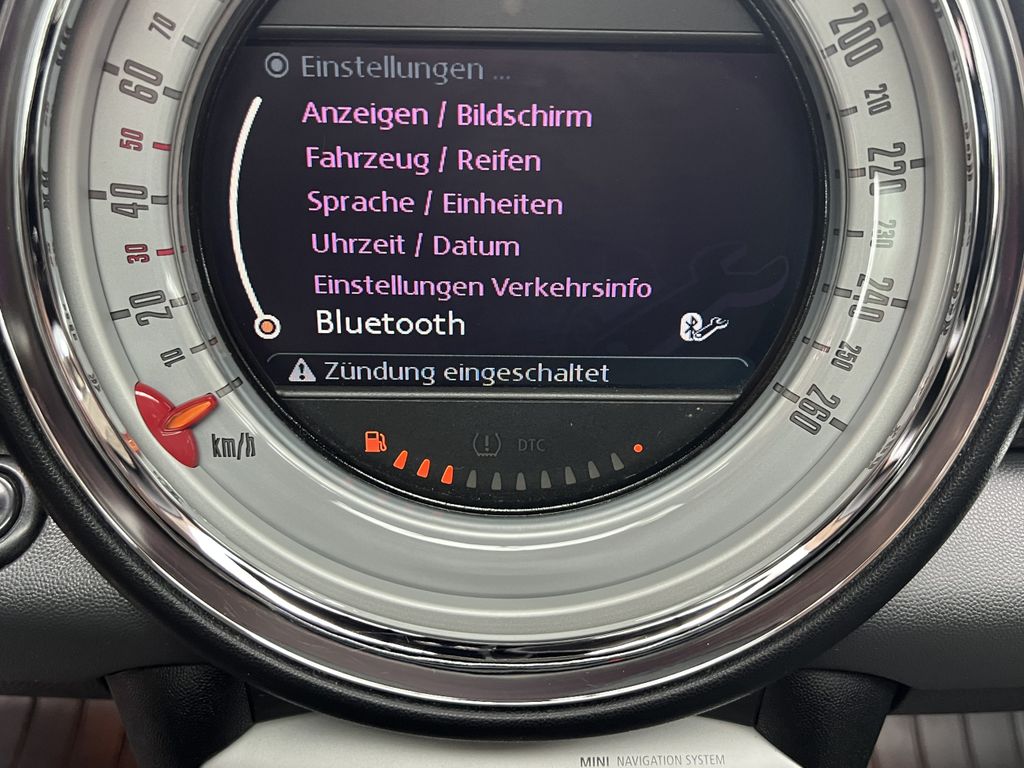 Einstellungen ...
Anzeigen / Bildschirm
Fahrzeug / Reifen
Sprache / Einheiten
Uhrzeit / Datum
Einstellungen Verkehrsinfo
Bluetooth
Zündung eingeschaltet
DTC
70
60
50
40
30
20
10
km/h
200
210
220
230
240
250
260
MINI NAVIGATION SYSTEM